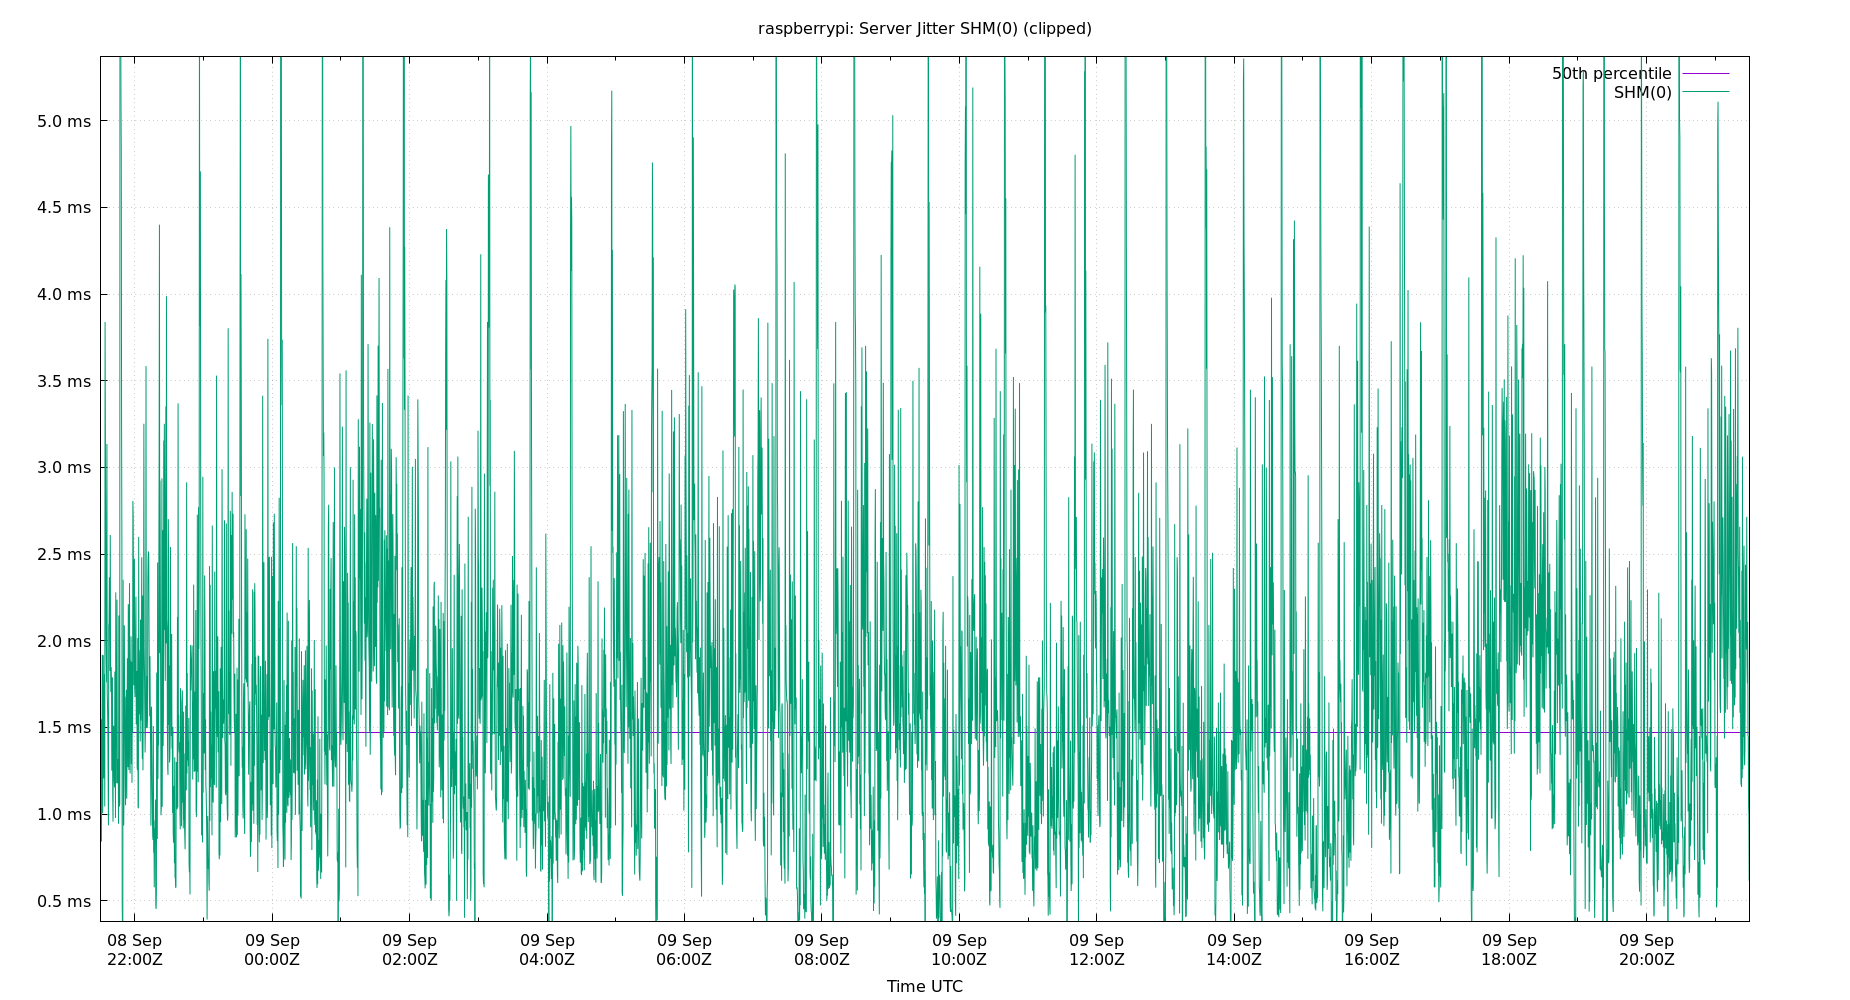 raspberrypi: Server Jitter SHM(0) (clipped)
50th percentile
SHM(0)
5.0 ms
4.5 ms
4.0 ms
3.5 ms
3.0 ms
2.5 ms
2.0 ms
1.5 ms
1.0 ms
0.5 ms
08 Sep 09 Sep 09 Sep 09 Sep 09 Sep 09 Sep 09 Sep 09 Sep 09 Sep 09 Sep 09 Sep 09 Sep
22:00Z 00:00Z 02:00Z 04:00Z 06:00Z 08:00Z 10:00Z 12:00Z 14:00Z 16:00Z 18:00Z 20:00Z
Time UTC